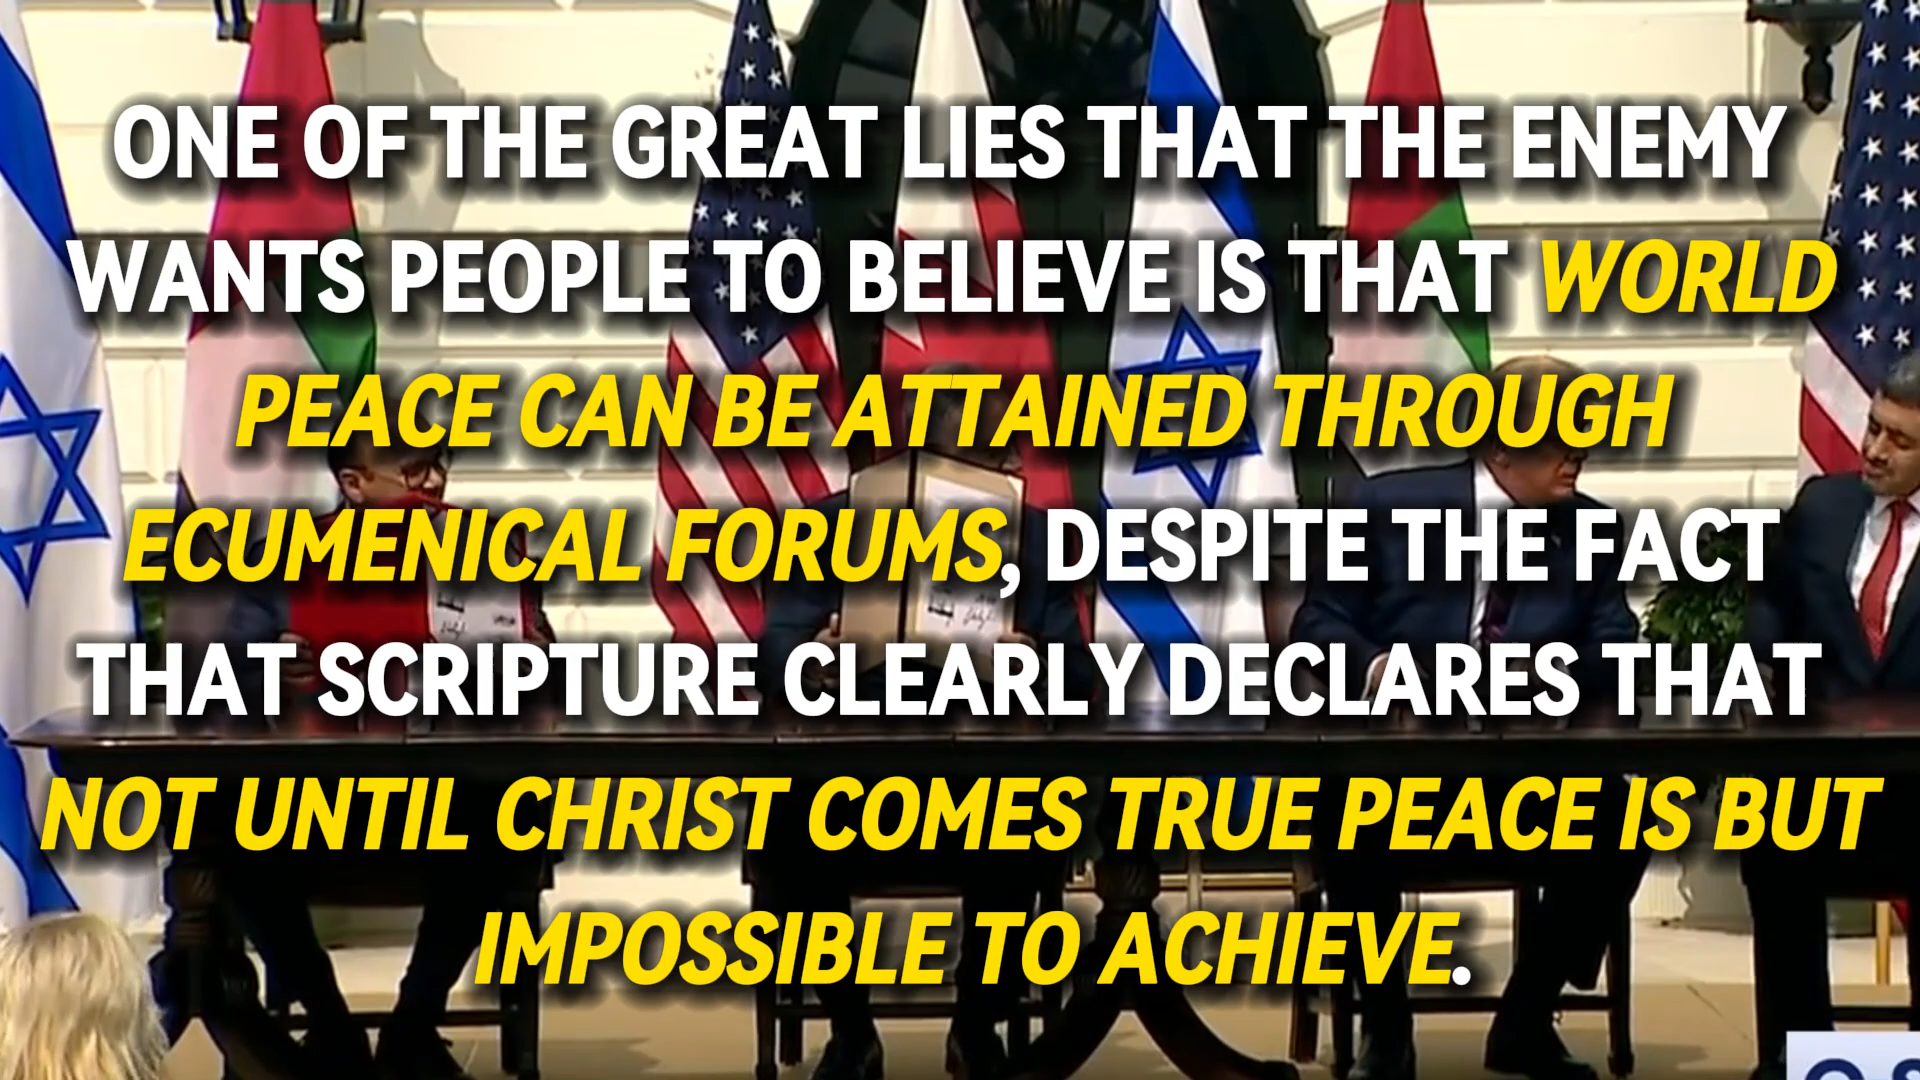 ONE OF THE GREAT LIES THAT THE ENEMY
WANTS PEOPLE TO BELIEVE IS THAT WORLD
PEACE CAN BE ATTAINED THROUGH
ECUMENICAL FORUMS, DESPITE THE FACT
THAT SCRIPTURE CLEARLY DECLARES THAT
NOT UNTIL CHRIST COMES TRUE PEACE IS BUT
IMPOSSIBLE TO ACHIEVE.